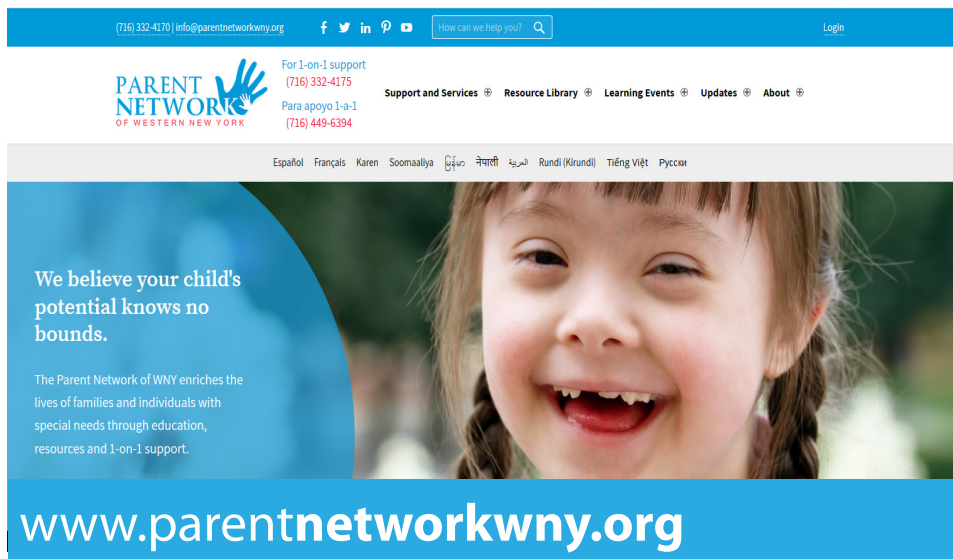 (716) 332-4170 | info@parentnetworkwny.org
How can we help you?
Login
PARENT
NETWORK
OF WESTERN NEW YORK
For 1-on-1 support
(716) 332-4175
Para apoyo 1-a-1
(716) 449-6394
Support and Services Resource Library Learning Events Updates About
Español Français Karen Soomaaliya မြန်မာ नेपाली العربية Rundi (Kirundi) Tiếng Việt Русски
We believe your child's
potential knows no
bounds.
The Parent Network of WNY enriches the
lives of families and individuals with
special needs through education,
resources and 1-on-1 support.
www.parentnetworkwny.org